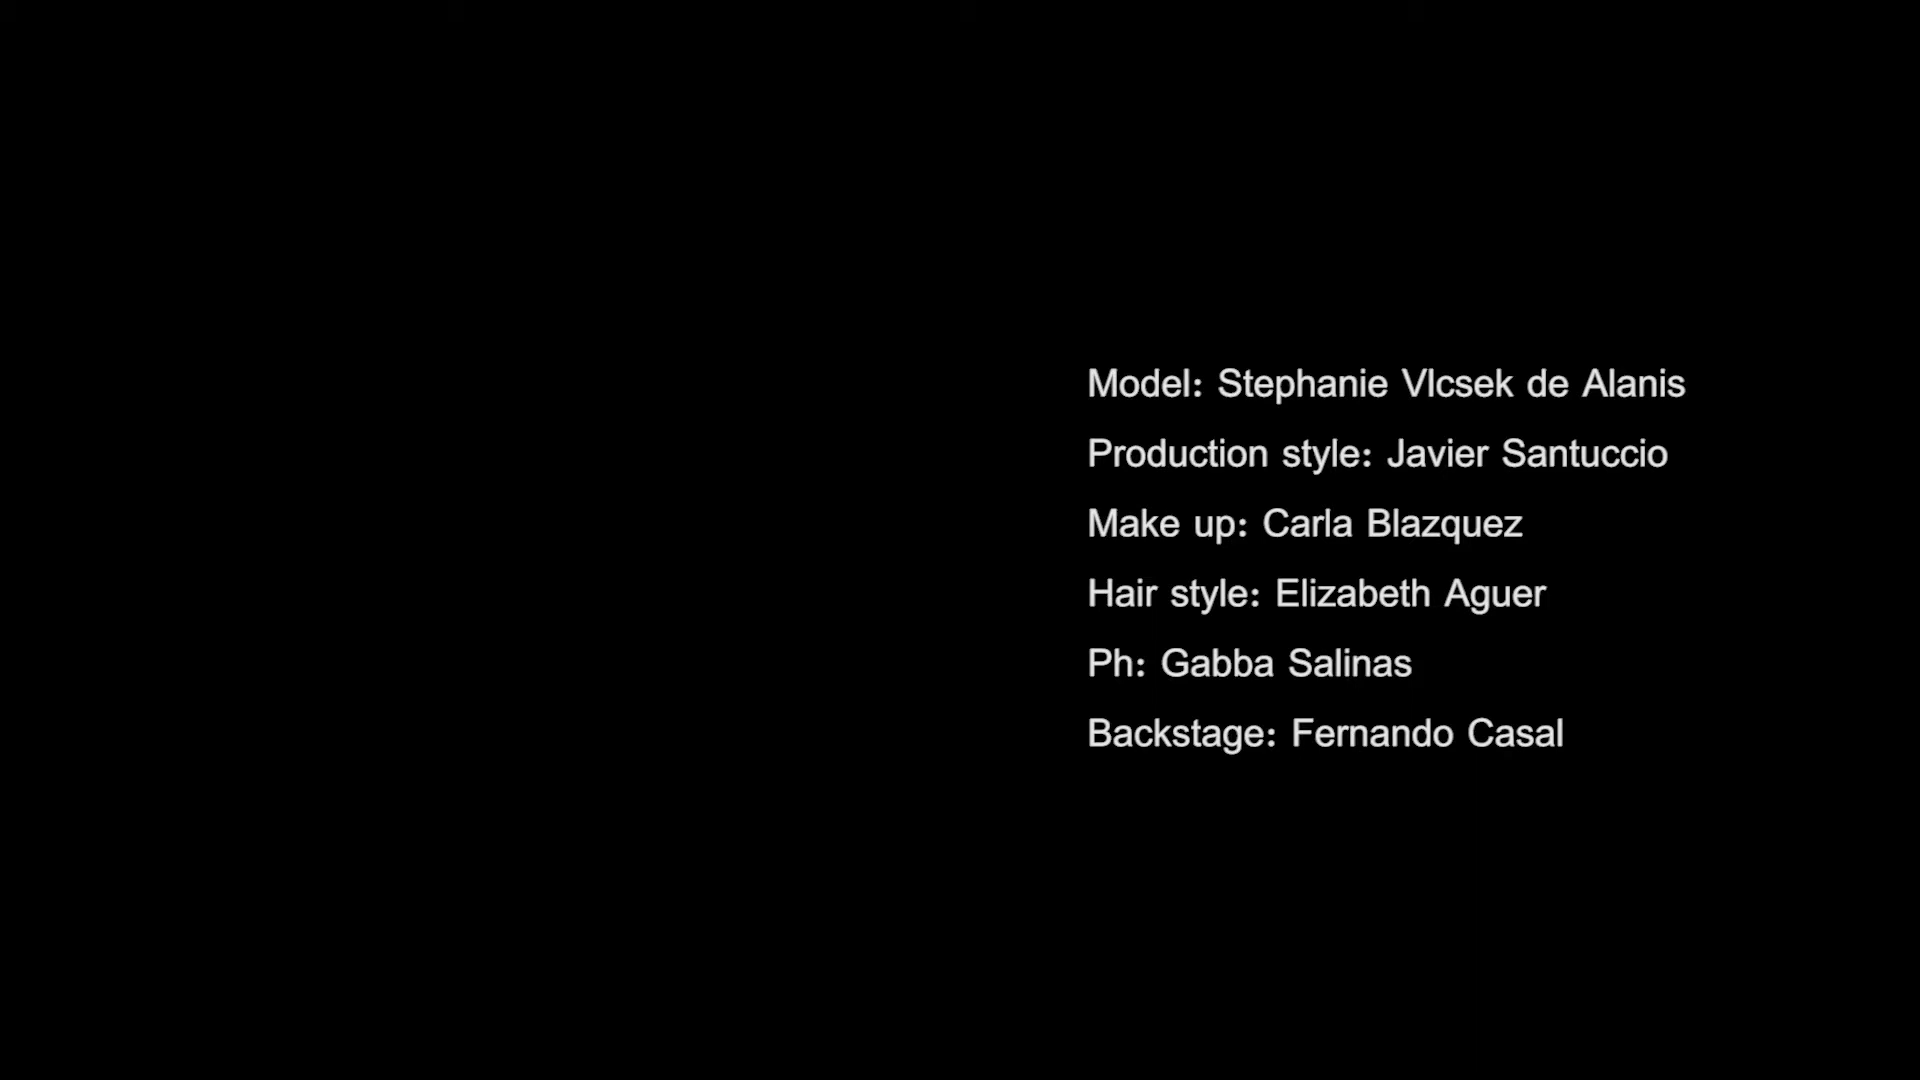 Model: Stephanie Vlcsek de Alanis
Production style: Javier Santuccio
Make up: Carla Blazquez
Hair style: Elizabeth Aguer
Ph: Gabba Salinas
Backstage: Fernando Casal